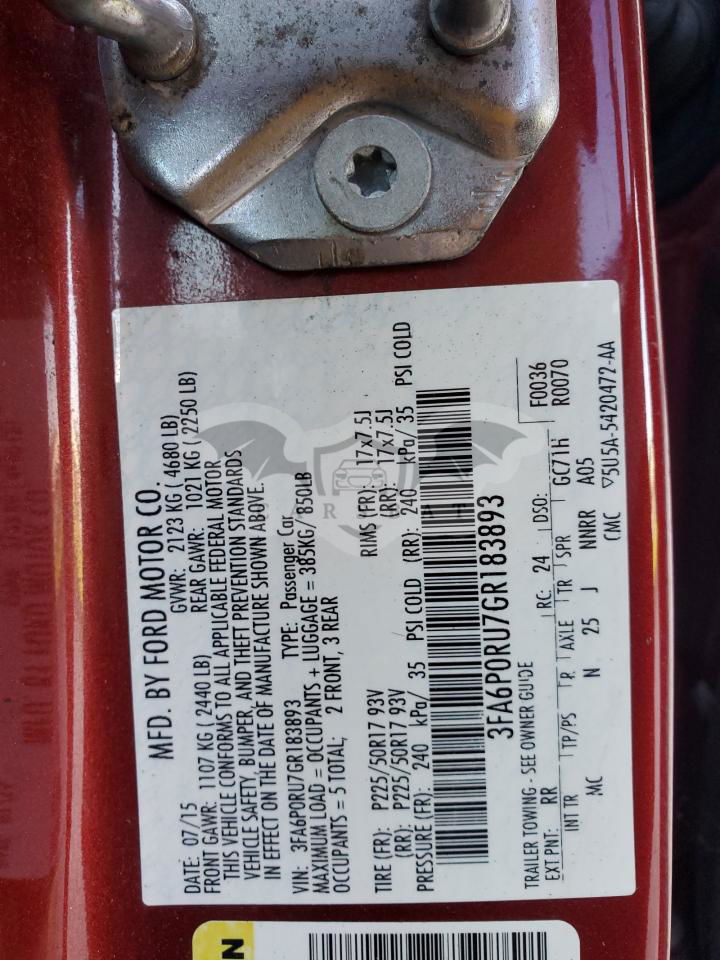 MFD. BY FORD MOTOR CO.
DATE: 07/15 GVWR: 2123 KG ( 4680 LB)
FRONT GAWR: 1107 KG ( 2440 LB) REAR GAWR: 1021 KG ( 2250 LB)
THIS VEHICLE CONFORMS TO ALL APPLICABLE FEDERAL MOTOR
VEHICLE SAFETY, BUMPER, AND THEFT PREVENTION STANDARDS
IN EFFECT ON THE DATE OF MANUFACTURE SHOWN ABOVE.
VIN: 3FA6P0RU7GR183893 TYPE: Passenger Car
MAXIMUM LOAD = OCCUPANTS + LUGGAGE = 385KG/ 850LB
OCCUPANTS = 5 TOTAL; 2 FRONT, 3 REAR
TIRE (FR): P225/50R17 93V RIMS (FR): 17x7.5J
(RR): P225/50R17 93V (RR): 17x7.5J
PRESSURE (FR): 240 kPa/ 35 PSI COLD (RR): 240 kPa/ 35 PSI COLD
3FA6P0RU7GR183893
TRAILER TOWING - SEE OWNER GUIDE F0036
EXT PNT: RR RC: 24 DSO: R0070
INT TR TP/PS R AXLE TR SPR GC71H
MC N 25 J NNRR A05
CMC ▽5U5A-5420472-AA
CAR BAT
N